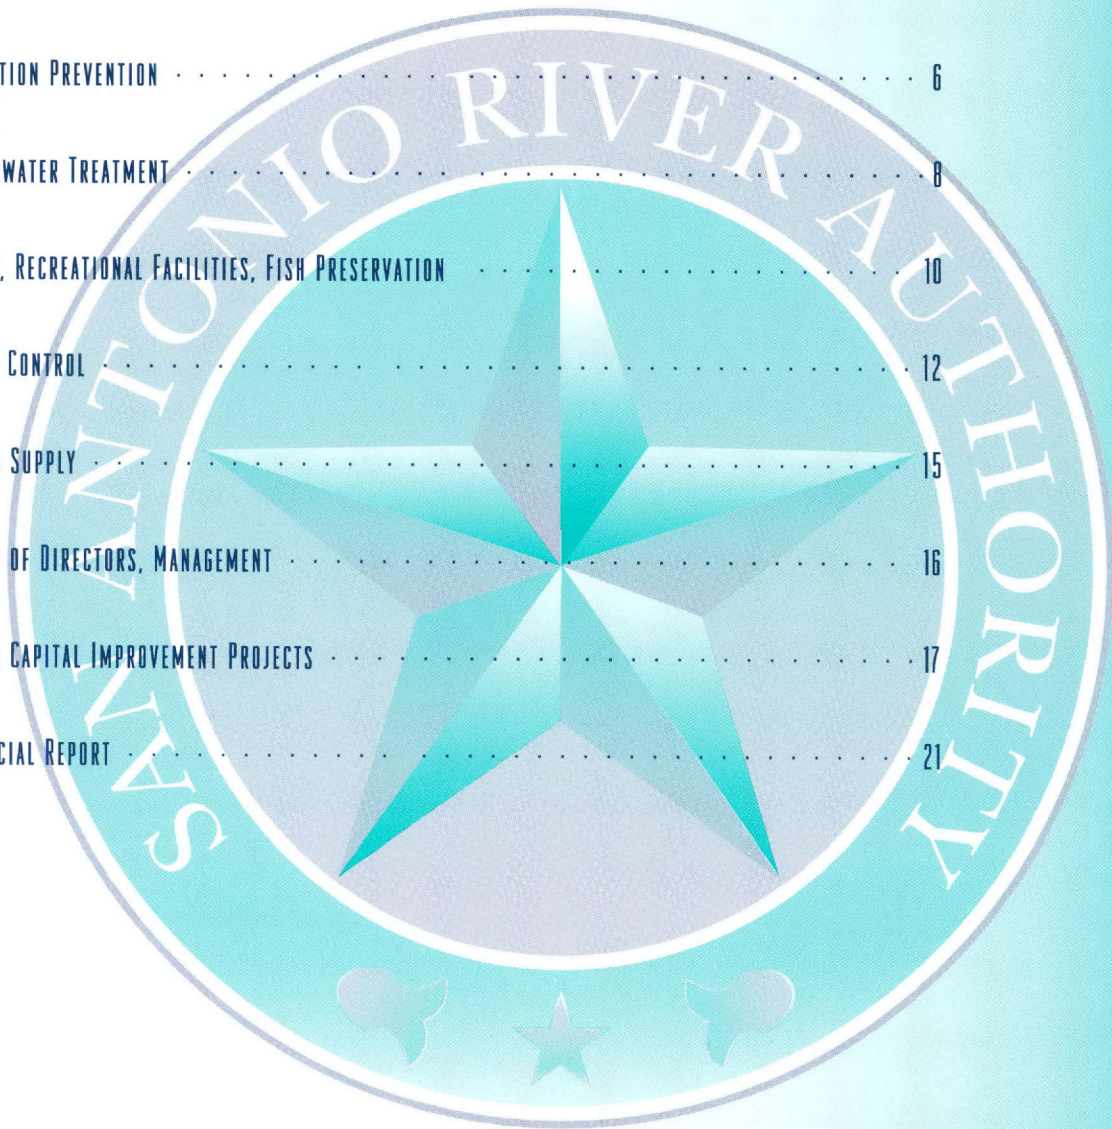 TION PREVENTION 6
WATER TREATMENT 8
, RECREATIONAL FACILITIES, FISH PRESERVATION 10
CONTROL 12
SUPPLY 15
OF DIRECTORS, MANAGEMENT 16
CAPITAL IMPROVEMENT PROJECTS 17
CIAL REPORT 21
SAN ANTONIO RIVER AUTHORITY